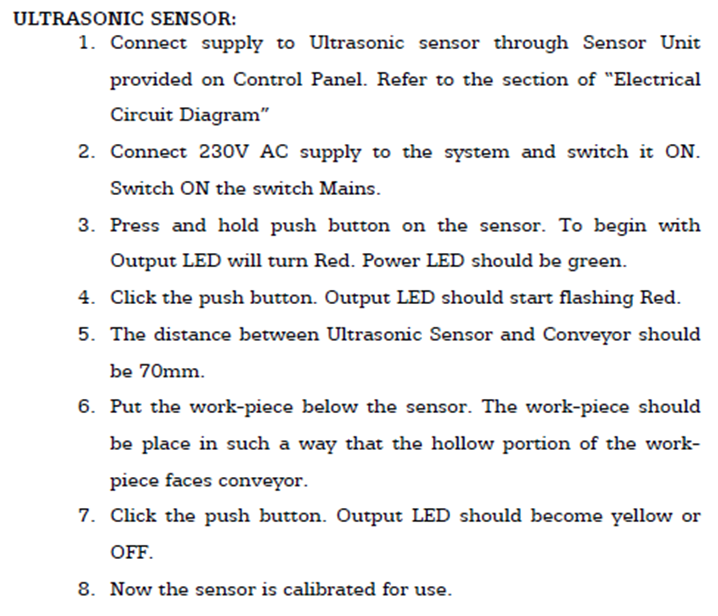 ULTRASONIC SENSOR:
1. Connect supply to Ultrasonic sensor through Sensor Unit
provided on Control Panel. Refer to the section of “Electrical
Circuit Diagram”
2. Connect 230V AC supply to the system and switch it ON.
Switch ON the switch Mains.
3. Press and hold push button on the sensor. To begin with
Output LED will turn Red. Power LED should be green.
4. Click the push button. Output LED should start flashing Red.
5. The distance between Ultrasonic Sensor and Conveyor should
be 70mm.
6. Put the work-piece below the sensor. The work-piece should
be place in such a way that the hollow portion of the work-
piece faces conveyor.
7. Click the push button. Output LED should become yellow or
OFF.
8. Now the sensor is calibrated for use.